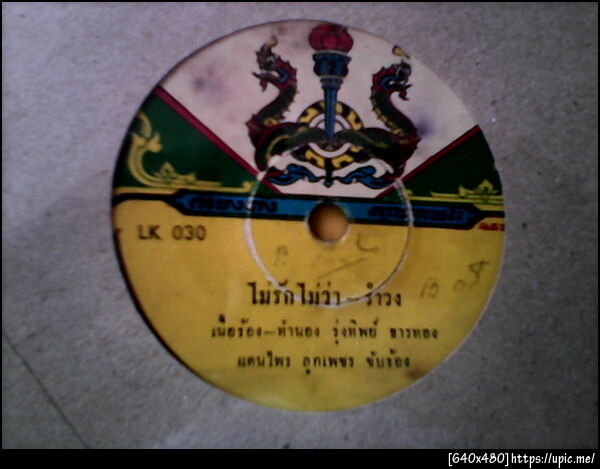 LK 030
ไม่รักไม่ว่า - รำวง
เนื้อร้อง - ทำนอง รุ่งทิพย์ ธารทอง
แดนไพร ลูกเพชร ขับร้อง
[640x480]https://upic.me/